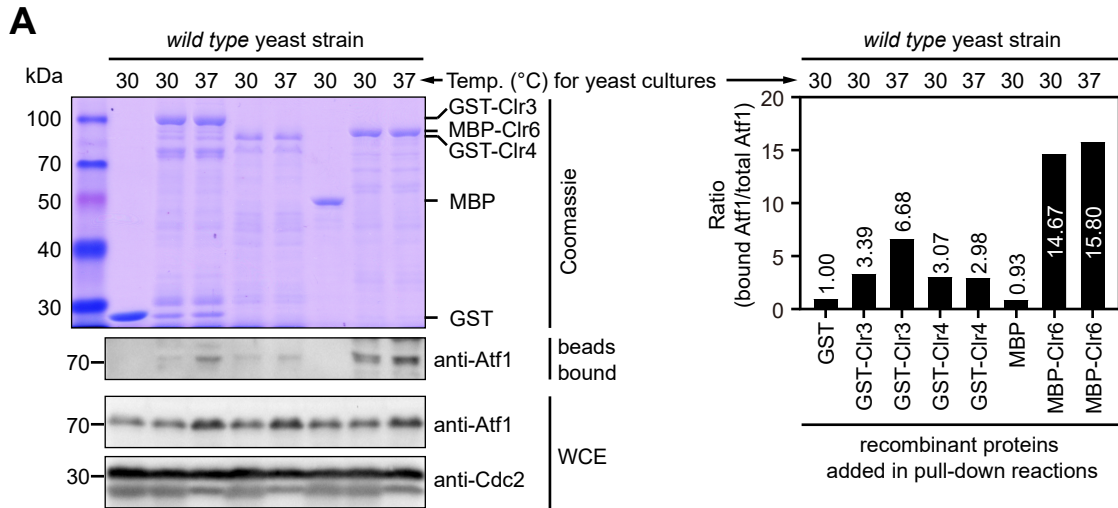 A
wild type yeast strain
kDa
30 30 37 30 37 30 30 37
Temp. (°C) for yeast cultures
100
70
50
40
30
GST-Clr3
MBP-Clr6
GST-Clr4
MBP
GST
Coomassie
70
anti-Atf1
beads
bound
70
anti-Atf1
30
anti-Cdc2
WCE
wild type yeast strain
30 30 37 30 37 30 30 37
Ratio
(bound Atf1/total Atf1)
20
15
10
5
0
1.00
3.39
6.68
3.07
2.98
0.93
14.67
15.80
GST
GST-Clr3
GST-Clr3
GST-Clr4
GST-Clr4
MBP
MBP-Clr6
MBP-Clr6
recombinant proteins
added in pull-down reactions